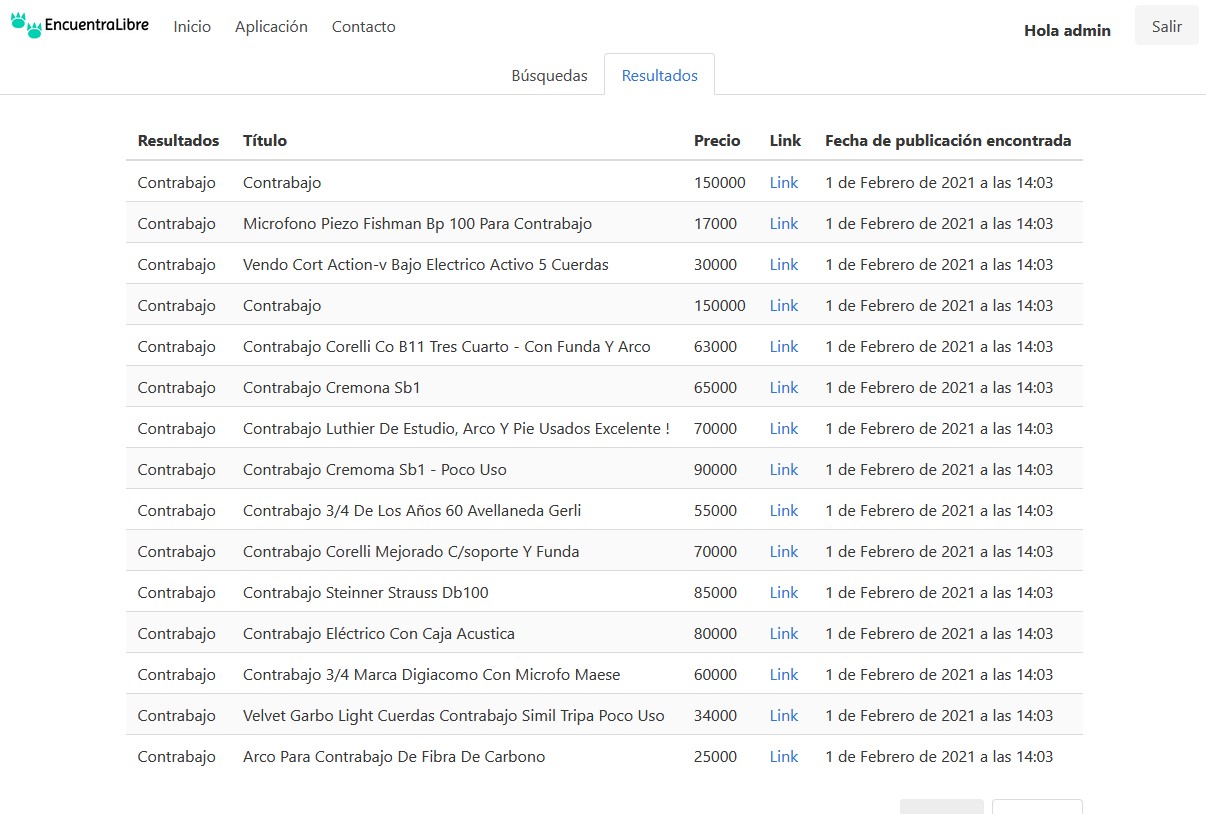 EncuentraLibre Inicio Aplicación Contacto Hola admin Salir
Búsquedas Resultados
Resultados Título Precio Link Fecha de publicación encontrada
Contrabajo Contrabajo 150000 Link 1 de Febrero de 2021 a las 14:03
Contrabajo Microfono Piezo Fishman Bp 100 Para Contrabajo 17000 Link 1 de Febrero de 2021 a las 14:03
Contrabajo Vendo Cort Action-v Bajo Electrico Activo 5 Cuerdas 30000 Link 1 de Febrero de 2021 a las 14:03
Contrabajo Contrabajo 150000 Link 1 de Febrero de 2021 a las 14:03
Contrabajo Contrabajo Corelli Co B11 Tres Cuarto - Con Funda Y Arco 63000 Link 1 de Febrero de 2021 a las 14:03
Contrabajo Contrabajo Cremona Sb1 65000 Link 1 de Febrero de 2021 a las 14:03
Contrabajo Contrabajo Luthier De Estudio, Arco Y Pie Usados Excelente ! 70000 Link 1 de Febrero de 2021 a las 14:03
Contrabajo Contrabajo Cremoma Sb1 - Poco Uso 90000 Link 1 de Febrero de 2021 a las 14:03
Contrabajo Contrabajo 3/4 De Los Años 60 Avellaneda Gerli 55000 Link 1 de Febrero de 2021 a las 14:03
Contrabajo Contrabajo Corelli Mejorado C/soporte Y Funda 70000 Link 1 de Febrero de 2021 a las 14:03
Contrabajo Contrabajo Steinner Strauss Db100 85000 Link 1 de Febrero de 2021 a las 14:03
Contrabajo Contrabajo Eléctrico Con Caja Acustica 80000 Link 1 de Febrero de 2021 a las 14:03
Contrabajo Contrabajo 3/4 Marca Digiacomo Con Microfo Maese 60000 Link 1 de Febrero de 2021 a las 14:03
Contrabajo Velvet Garbo Light Cuerdas Contrabajo Simil Tripa Poco Uso 34000 Link 1 de Febrero de 2021 a las 14:03
Contrabajo Arco Para Contrabajo De Fibra De Carbono 25000 Link 1 de Febrero de 2021 a las 14:03